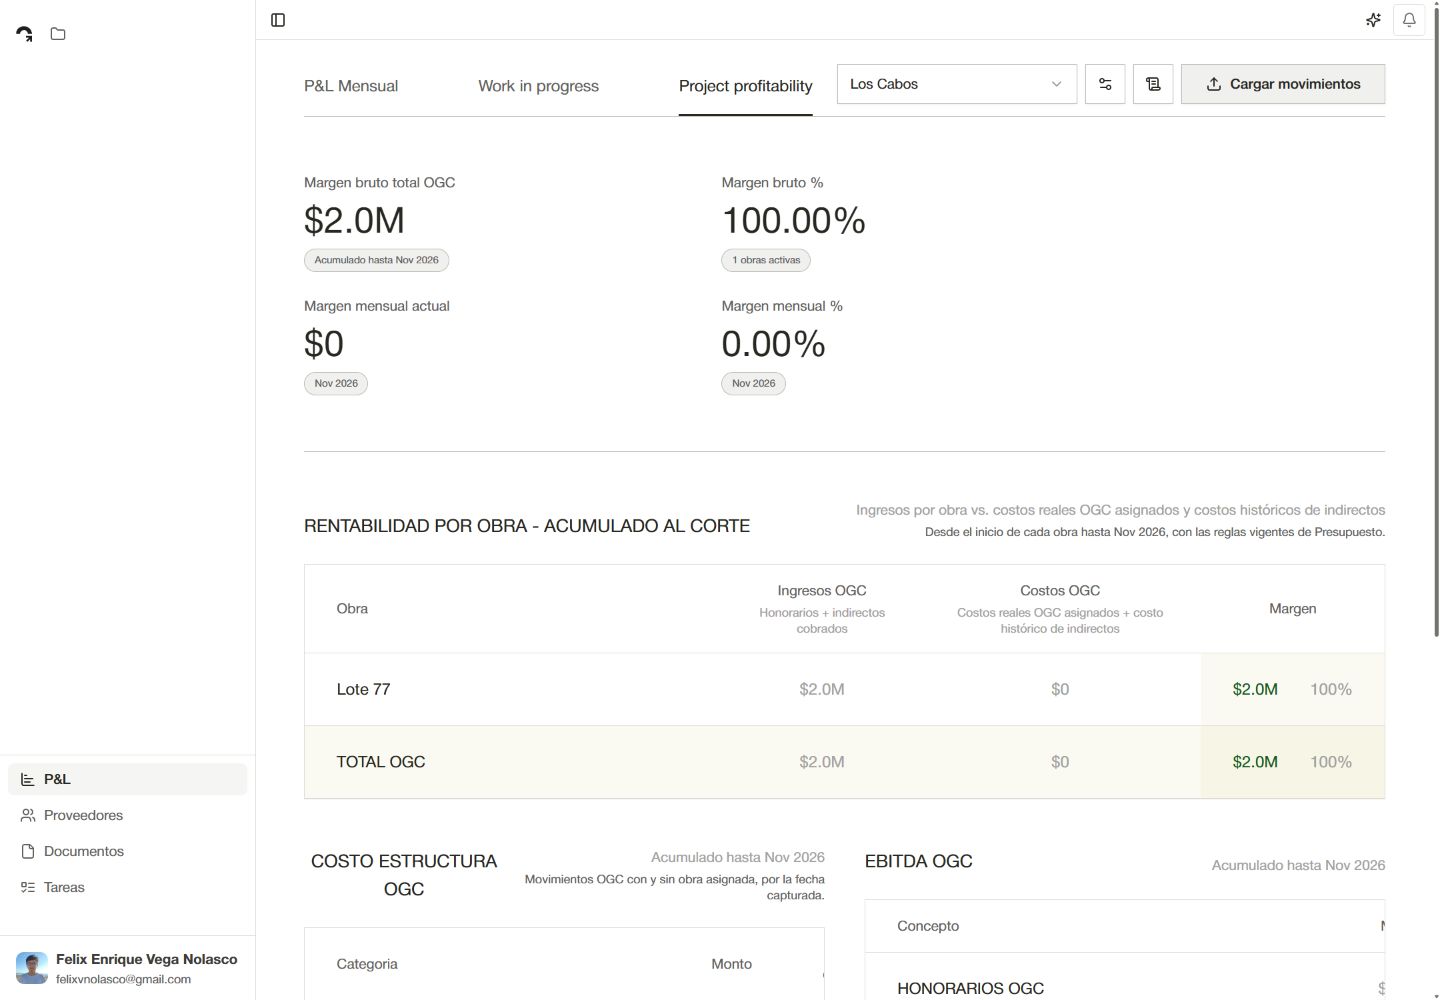 P&L Mensual
Work in progress
Project profitability
Los Cabos
Cargar movimientos
Margen bruto total OGC
$2.0M
Acumulado hasta Nov 2026
Margen bruto %
100.00%
1 obras activas
Margen mensual actual
$0
Nov 2026
Margen mensual %
0.00%
Nov 2026
RENTABILIDAD POR OBRA - ACUMULADO AL CORTE
Ingresos por obra vs. costos reales OGC asignados y costos históricos de indirectos
Desde el inicio de cada obra hasta Nov 2026, con las reglas vigentes de Presupuesto.
Obra
Ingresos OGC
Honorarios + indirectos
cobrados
Costos OGC
Costos reales OGC asignados + costo
histórico de indirectos
Margen
Lote 77
$2.0M
$0
$2.0M
100%
TOTAL OGC
$2.0M
$0
$2.0M
100%
COSTO ESTRUCTURA
OGC
Acumulado hasta Nov 2026
Movimientos OGC con y sin obra asignada, por la fecha
capturada.
Categoria
Monto
EBITDA OGC
Acumulado hasta Nov 2026
Concepto
HONORARIOS OGC
$
P&L
Proveedores
Documentos
Tareas
Felix Enrique Vega Nolasco
felixvnolasco@gmail.com